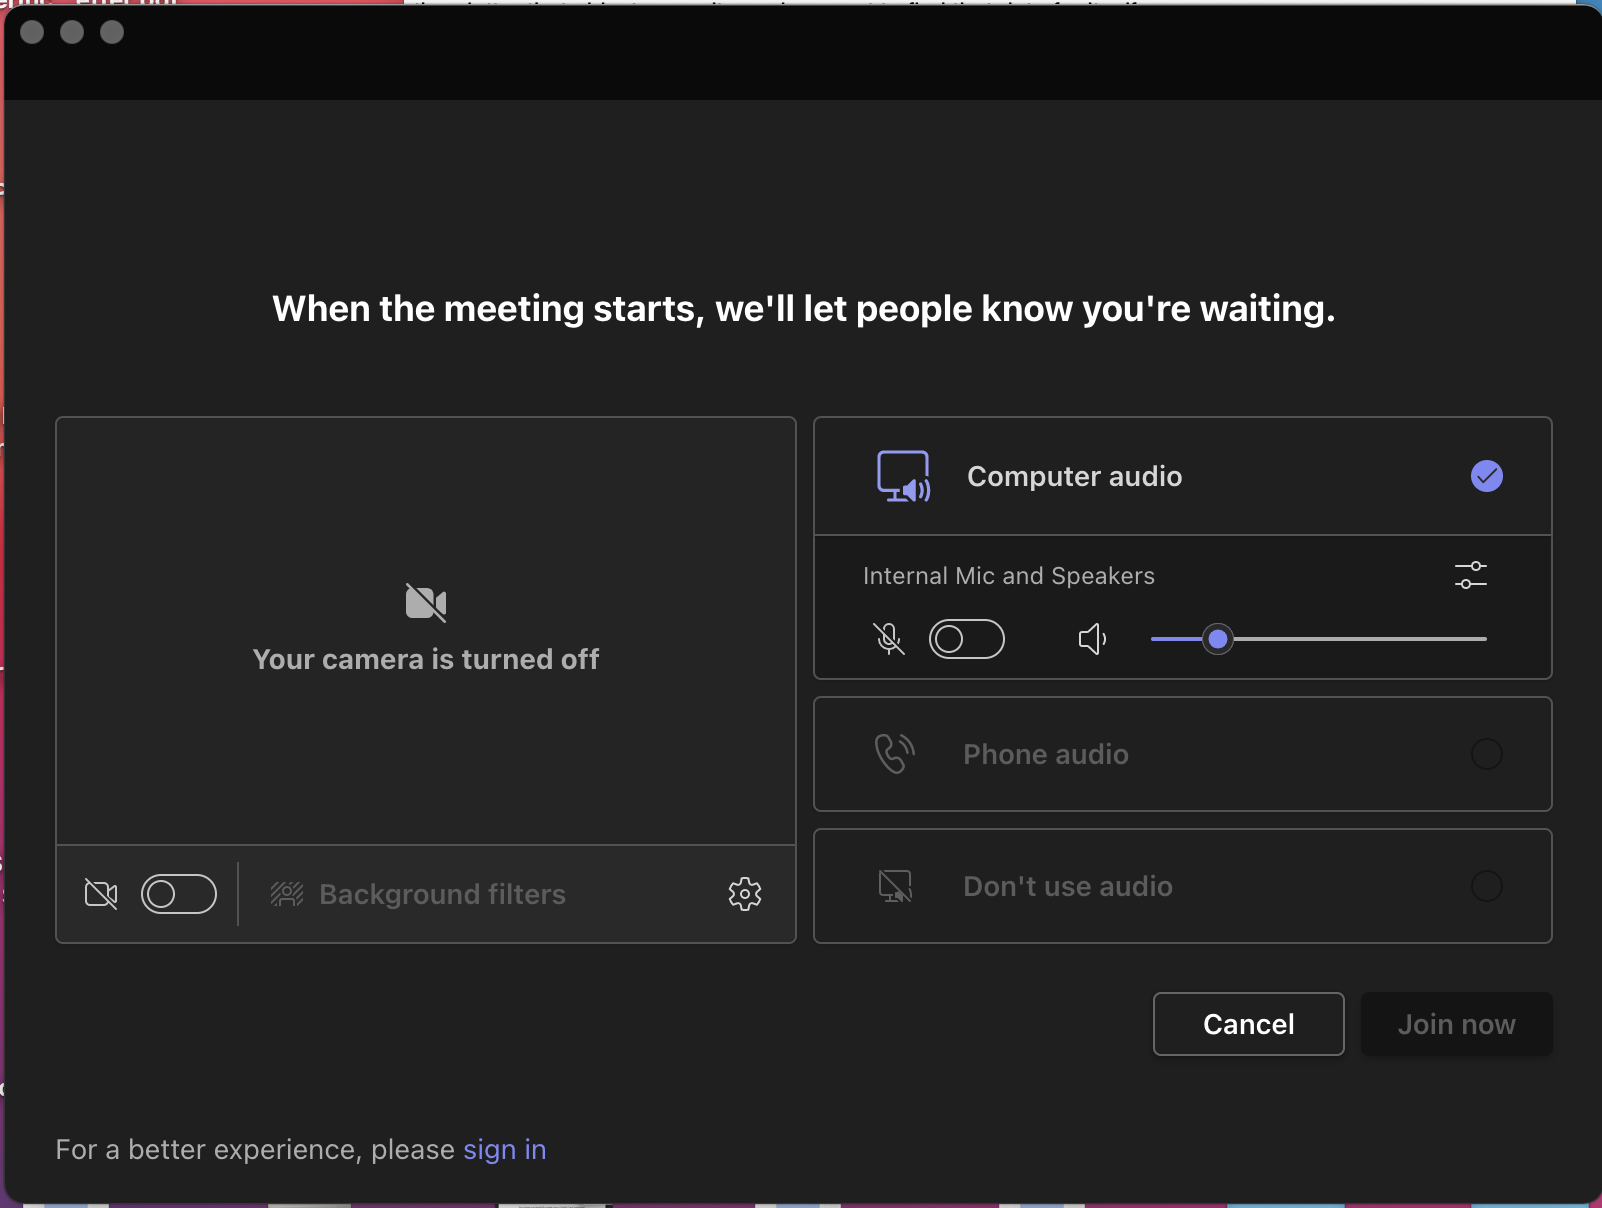 When the meeting starts, we'll let people know you're waiting.
Your camera is turned off
Background filters
Computer audio
Internal Mic and Speakers
Phone audio
Don't use audio
Cancel
Join now
For a better experience, please sign in